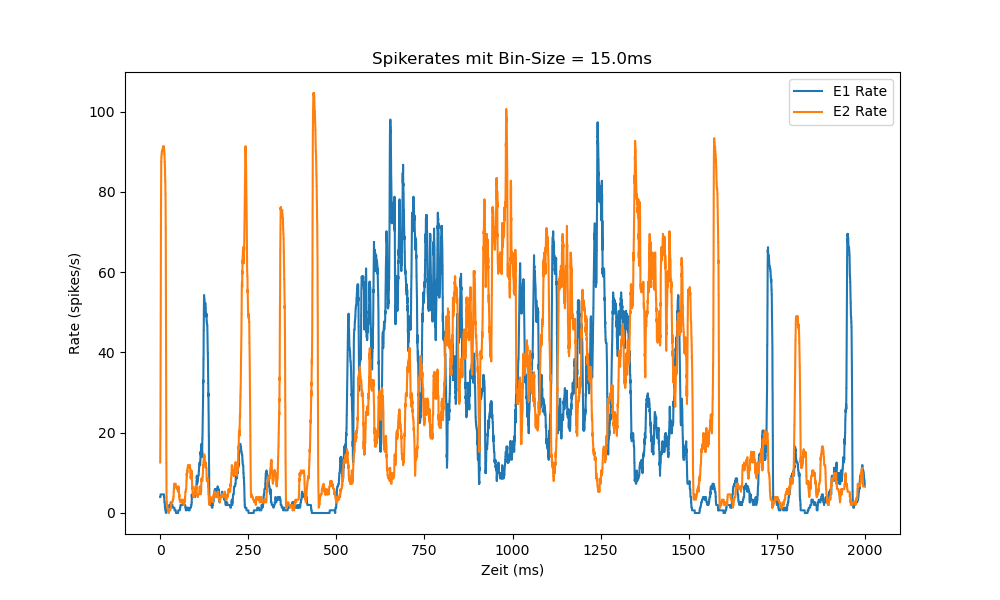 Spikerates mit Bin-Size = 15.0ms
E1 Rate
E2 Rate
Rate (spikes/s)
100
80
60
40
20
0
0 250 500 750 1000 1250 1500 1750 2000
Zeit (ms)